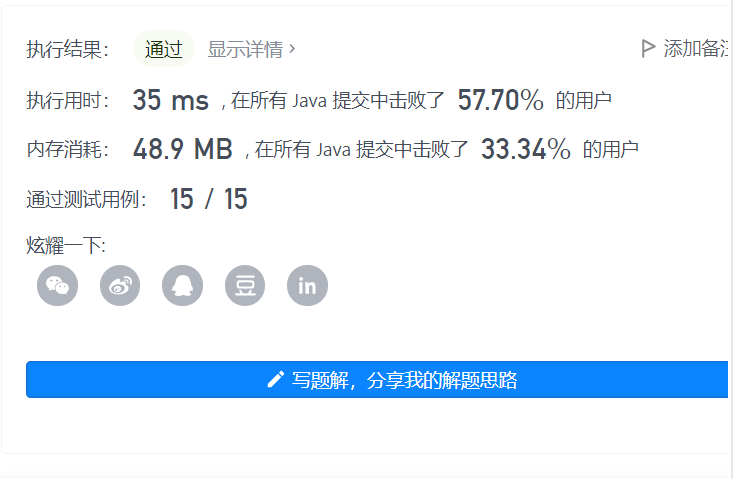 执行结果： 通过 显示详情 › 添加备注
执行用时： 35 ms , 在所有 Java 提交中击败了 57.70% 的用户
内存消耗： 48.9 MB , 在所有 Java 提交中击败了 33.34% 的用户
通过测试用例： 15 / 15
炫耀一下:
豆 in
写题解，分享我的解题思路